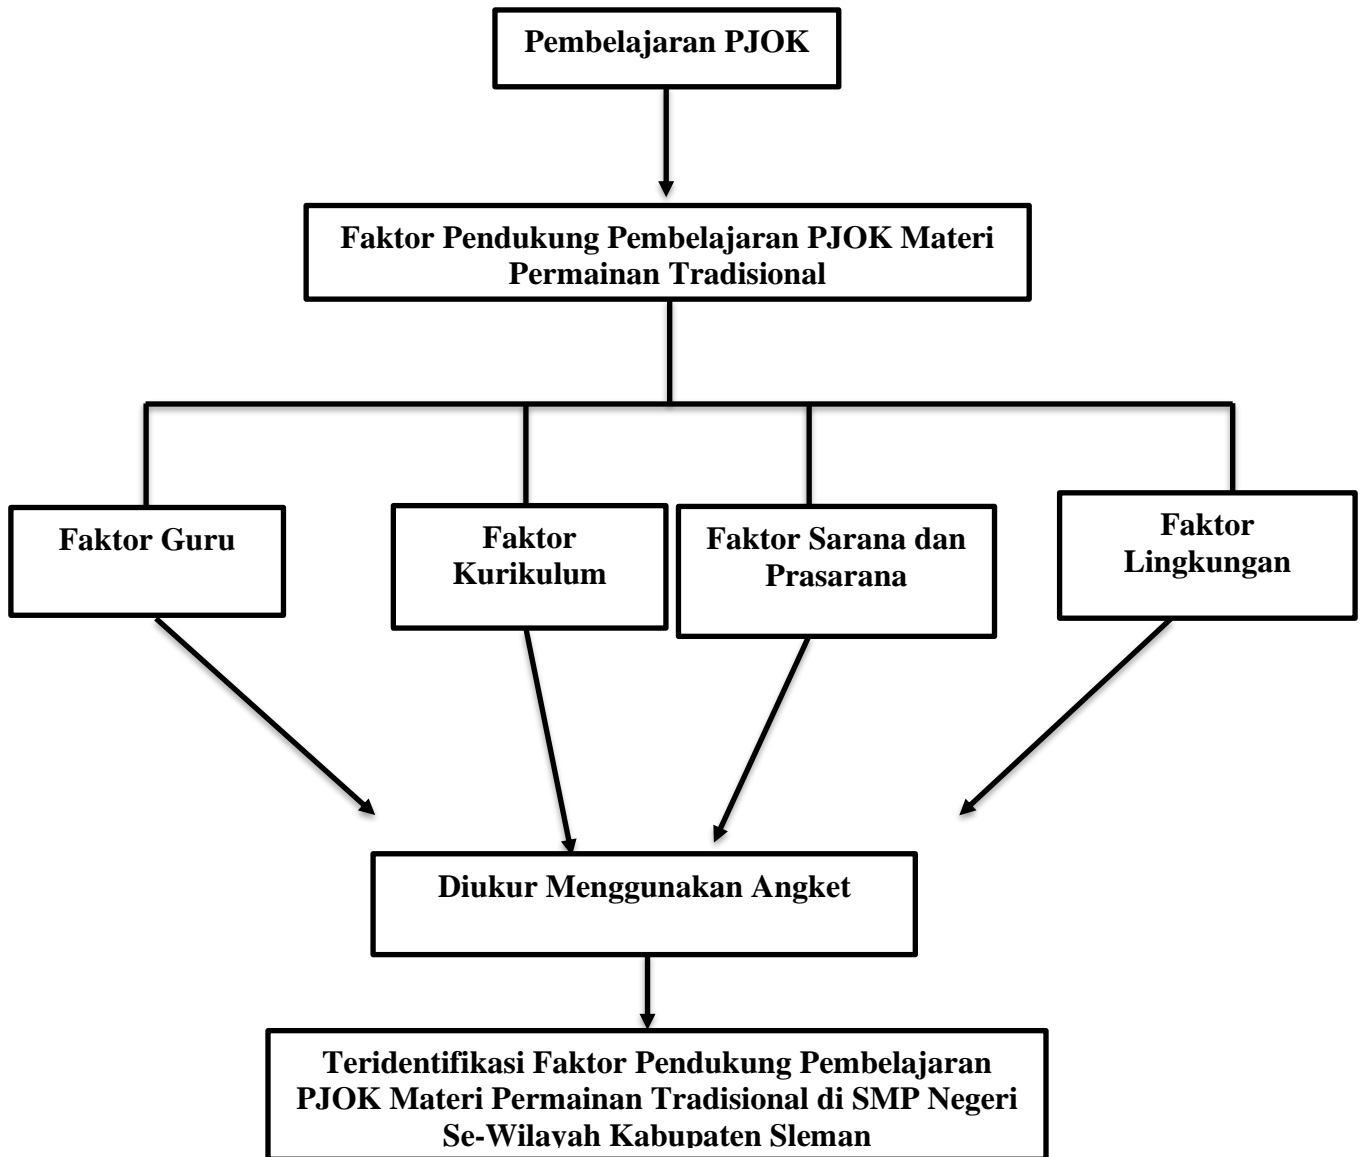 Pembelajaran PJOK
Faktor Pendukung Pembelajaran PJOK Materi
Permainan Tradisional
Faktor Guru
Faktor
Kurikulum
Faktor Sarana dan
Prasarana
Faktor
Lingkungan
Diukur Menggunakan Angket
Teridentifikasi Faktor Pendukung Pembelajaran
PJOK Materi Permainan Tradisional di SMP Negeri
Se-Wilayah Kabupaten Sleman